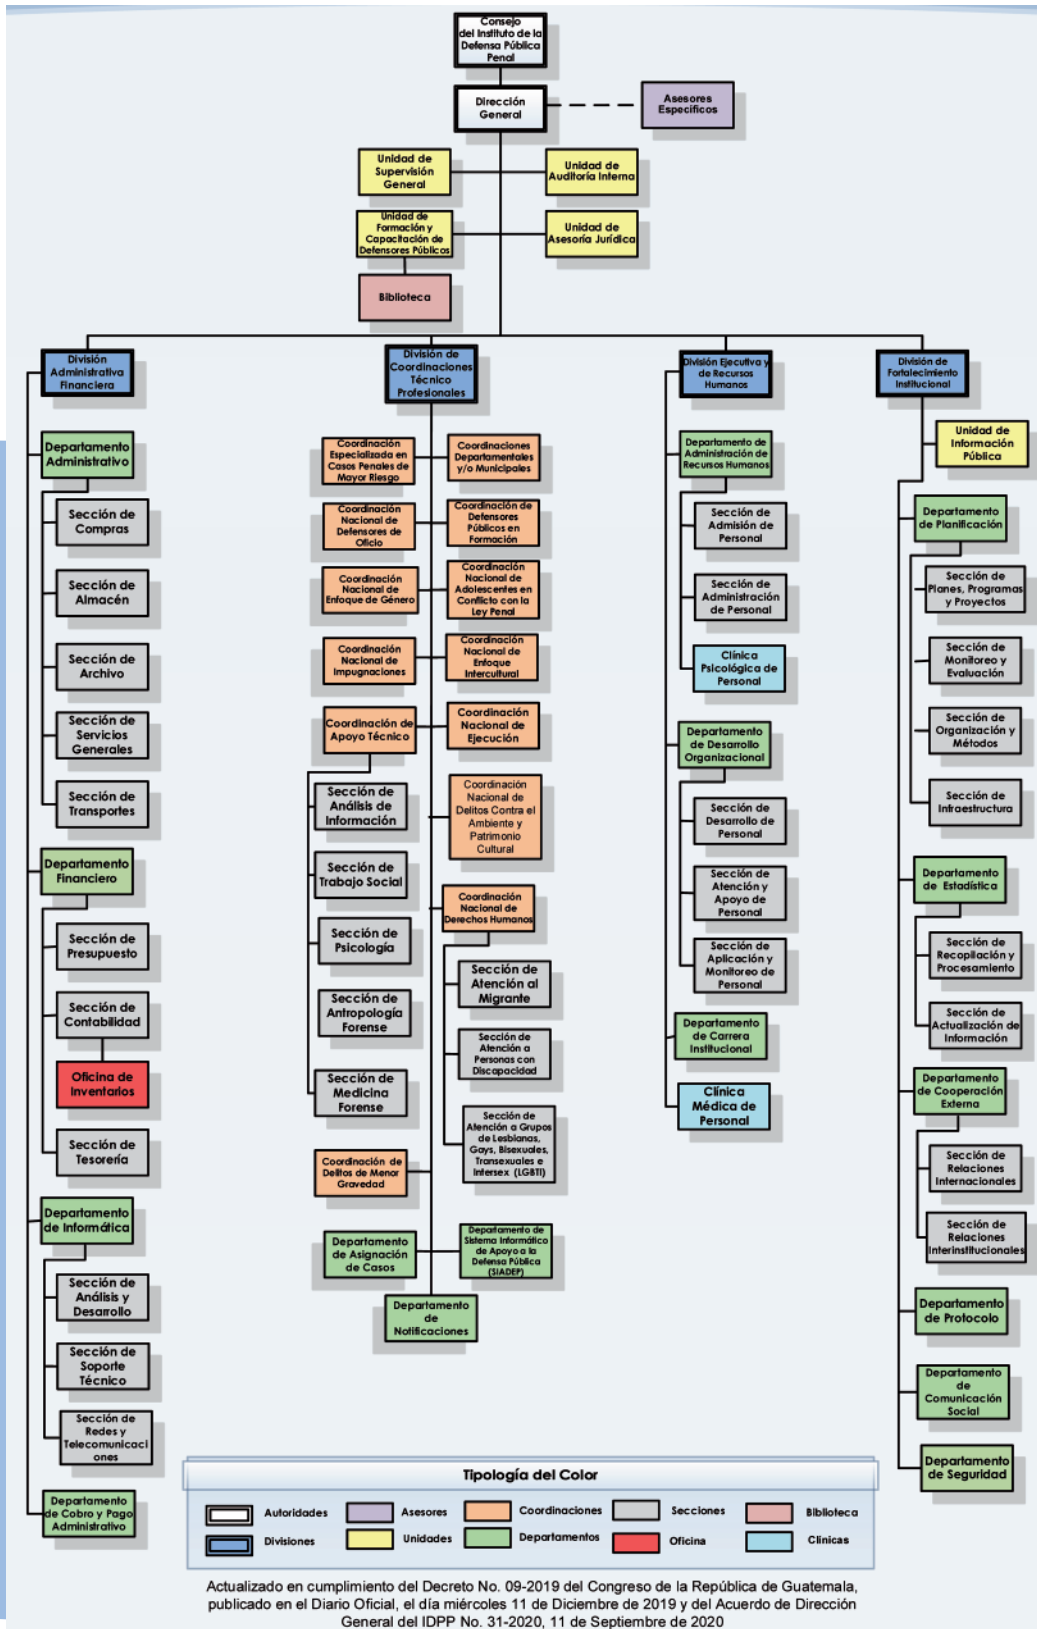 Consejo
del Instituto de la
Defensa Pública
Penal
Dirección
General
Asesores
Específicos
Unidad de
Supervisión
General
Unidad de
Auditoría Interna
Unidad de
Formación y
Capacitación de
Defensores Públicos
Unidad de
Asesoría Jurídica
Biblioteca
División
Administrativa
Financiera
Departamento
Administrativo
Sección de
Compras
Sección de
Almacén
Sección de
Archivo
Sección de
Servicios
Generales
Sección de
Transportes
Departamento
Financiero
Sección de
Presupuesto
Sección de
Contabilidad
Oficina de
Inventarios
Sección de
Tesorería
Departamento
de Informática
Sección de
Análisis y
Desarrollo
Sección de
Soporte
Técnico
Sección de
Redes y
Telecomunicaci
ones
Departamento
de Cobro y Pago
Administrativo
División de
Coordinaciones
Técnico
Profesionales
Coordinación
Especializada en
Casos Penales de
Mayor Riesgo
Coordinaciones
Departamentales
y/o Municipales
Coordinación
Nacional de
Defensores de
Oficio
Coordinación de
Defensores
Públicos en
Formación
Coordinación
Nacional de
Enfoque de Género
Coordinación
Nacional de
Adolescentes en
Conflicto con la
Ley Penal
Coordinación
Nacional de
Impugnaciones
Coordinación
Nacional de
Enfoque
Intercultural
Coordinación de
Apoyo Técnico
Coordinación
Nacional de
Ejecución
Sección de
Análisis de
Información
Sección de
Trabajo Social
Sección de
Psicología
Sección de
Antropología
Forense
Sección de
Medicina
Forense
Coordinación
Nacional de
Delitos Contra el
Ambiente y
Patrimonio
Cultural
Coordinación
Nacional de
Derechos Humanos
Sección de
Atención al
Migrante
Sección de
Atención a
Personas con
Discapacidad
Sección de
Atención a Grupos
de Lesbianas,
Gays, Bisexuales,
Transexuales e
Intersex (LGBTI)
Coordinación de
Delitos de Menor
Gravedad
Departamento
de Asignación
de Casos
Departamento de
Sistema Informático
de Apoyo a la
Defensa Pública
(SIADEP)
Departamento
de
Notificaciones
División Ejecutiva y
de Recursos
Humanos
Departamento de
Administración de
Recursos Humanos
Sección de
Admisión de
Personal
Sección de
Administración
de Personal
Clínica
Psicológica de
Personal
Departamento
de Desarrollo
Organizacional
Sección de
Desarrollo de
Personal
Sección de
Atención y
Apoyo de
Personal
Sección de
Aplicación y
Monitoreo de
Personal
Departamento
de Carrera
Institucional
Clínica
Médica de
Personal
División de
Fortalecimiento
Institucional
Unidad de
Información
Pública
Departamento
de Planificación
Sección de
Planes, Programas
y Proyectos
Sección de
Monitoreo y
Evaluación
Sección de
Organización y
Métodos
Sección de
Infraestructura
Departamento
de Estadística
Sección de
Recopilación y
Procesamiento
Sección de
Actualización de
Información
Departamento
de Cooperación
Externa
Sección de
Relaciones
Internacionales
Sección de
Relaciones
Interinstitucionales
Departamento
de Protocolo
Departamento
de
Comunicación
Social
Departamento
de Seguridad
Tipología del Color
Autoridades
Asesores
Coordinaciones
Secciones
Biblioteca
Divisiones
Unidades
Departamentos
Oficina
Clínicas
Actualizado en cumplimiento del Decreto No. 09-2019 del Congreso de la República de Guatemala,
publicado en el Diario Oficial, el día miércoles 11 de Diciembre de 2019 y del Acuerdo de Dirección
General del IDPP No. 31-2020, 11 de Septiembre de 2020